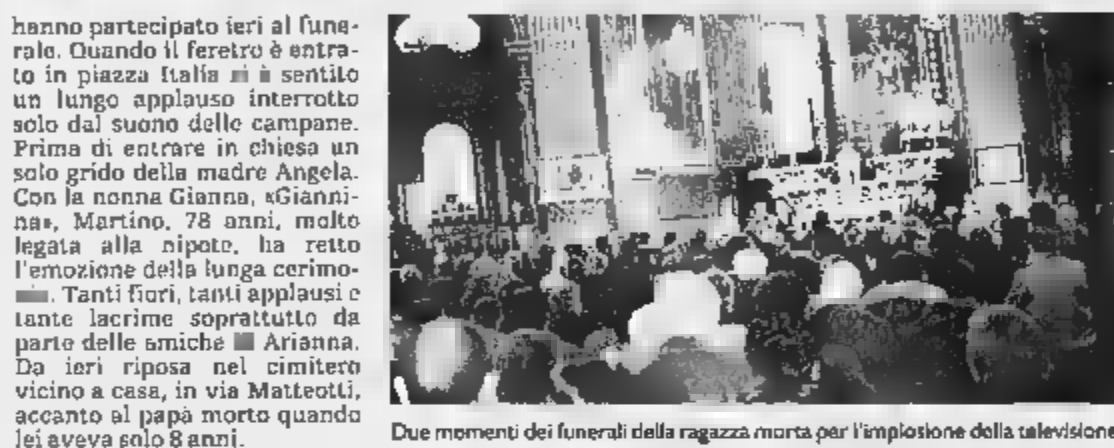 hanno partecipato ieri al fune-
rale. Quando il feretro è entra-
to in piazza Italia si è sentito
un lungo applauso interrotto
solo dal suono delle campane.
Prima di entrare in chiesa un
solo grido della madre Angela.
Con la nonna Gianna, «Gianni-
na», Martino, 78 anni, molto
legata alla nipote, ha retto
l'emozione della lunga cerimo-
. Tanti fiori, tanti applausi e
tante lacrime soprattutto da
parte delle amiche Arianna.
Da ieri riposa nel cimitero
vicino a casa, in via Matteotti,
accanto al papà morto quando
lei aveva solo 8 anni.
Due momenti dei funerali della ragazza morta per l'implosione della televisione